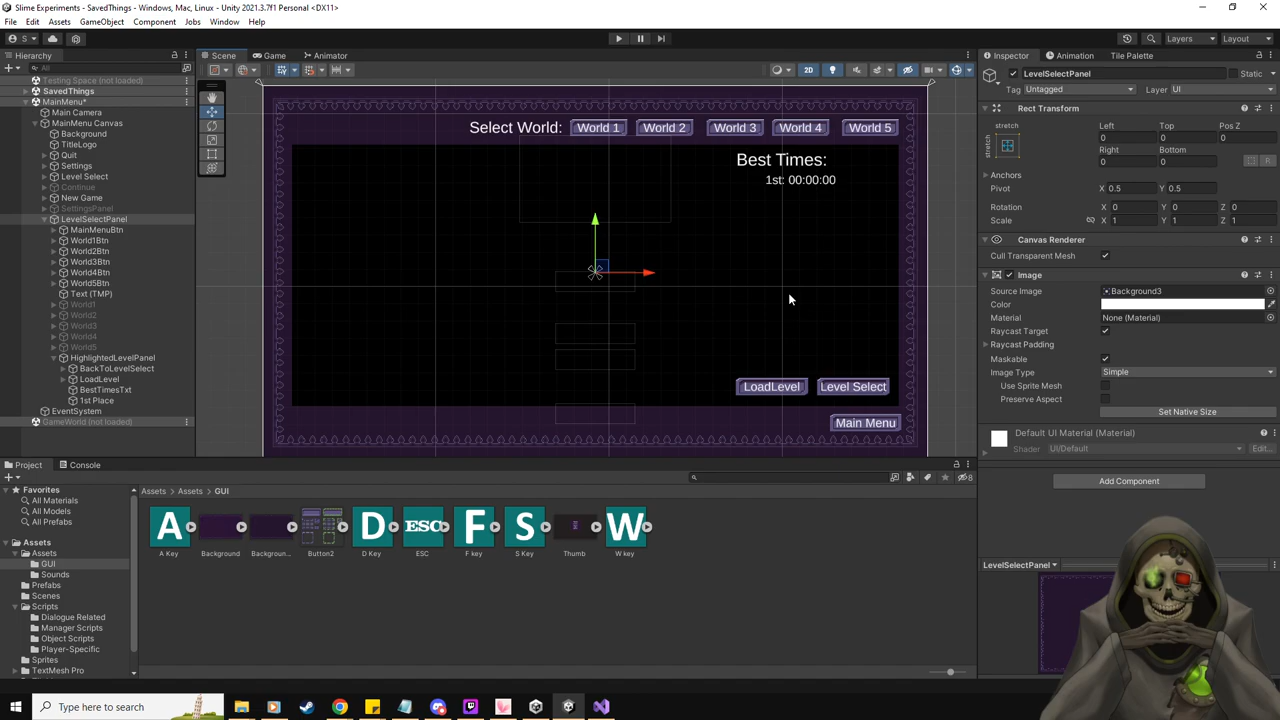 Slime Experiments - SavedThings - Windows, Mac, Linux - Unity 2021.3.7f1 Personal <DX11>
File Edit Assets GameObject Component Jobs Window Help
S
Layers Layout
Hierarchy
All
Testing Space (not loaded)
SavedThings
MainMenu*
Main Camera
MainMenu Canvas
Background
TitleLogo
Quit
Settings
Level Select
Continue
New Game
SettingsPanel
LevelSelectPanel
MainMenuBtn
World1Btn
World2Btn
World3Btn
World4Btn
World5Btn
Text (TMP)
World1
World2
World3
World4
World5
HighlightedLevelPanel
BackToLevelSelect
LoadLevel
BestTimesTxt
1st Place
EventSystem
GameWorld (not loaded)
Scene Game Animator
2D
Select World: World 1 World 2 World 3 World 4 World 5
Best Times:
1st: 00:00:00
LoadLevel Level Select
Main Menu
Inspector Animation Tile Palette
LevelSelectPanel Static
Tag Untagged Layer UI
Rect Transform
stretch Left Top Pos Z
stretch
0 0 0
Right Bottom
0 0 R
Anchors
Pivot X 0.5 Y 0.5
Rotation X 0 Y 0 Z 0
Scale X 1 Y 1 Z 1
Canvas Renderer
Cull Transparent Mesh
Image
Source Image Background3
Color
Material None (Material)
Raycast Target
Raycast Padding
Maskable
Image Type Simple
Use Sprite Mesh
Preserve Aspect
Set Native Size
Default UI Material (Material)
Shader UI/Default Edit...
Add Component
LevelSelectPanel
Project Console
8
Favorites
All Materials
All Models
All Prefabs
Assets
Assets
GUI
Sounds
Prefabs
Scenes
Scripts
Dialogue Related
Manager Scripts
Object Scripts
Player-Specific
Sprites
TextMesh Pro
Assets > Assets > GUI
A D ESC F S W
A Key Background Backgroun... Button2 D Key ESC F key S Key Thumb W key
Type here to search